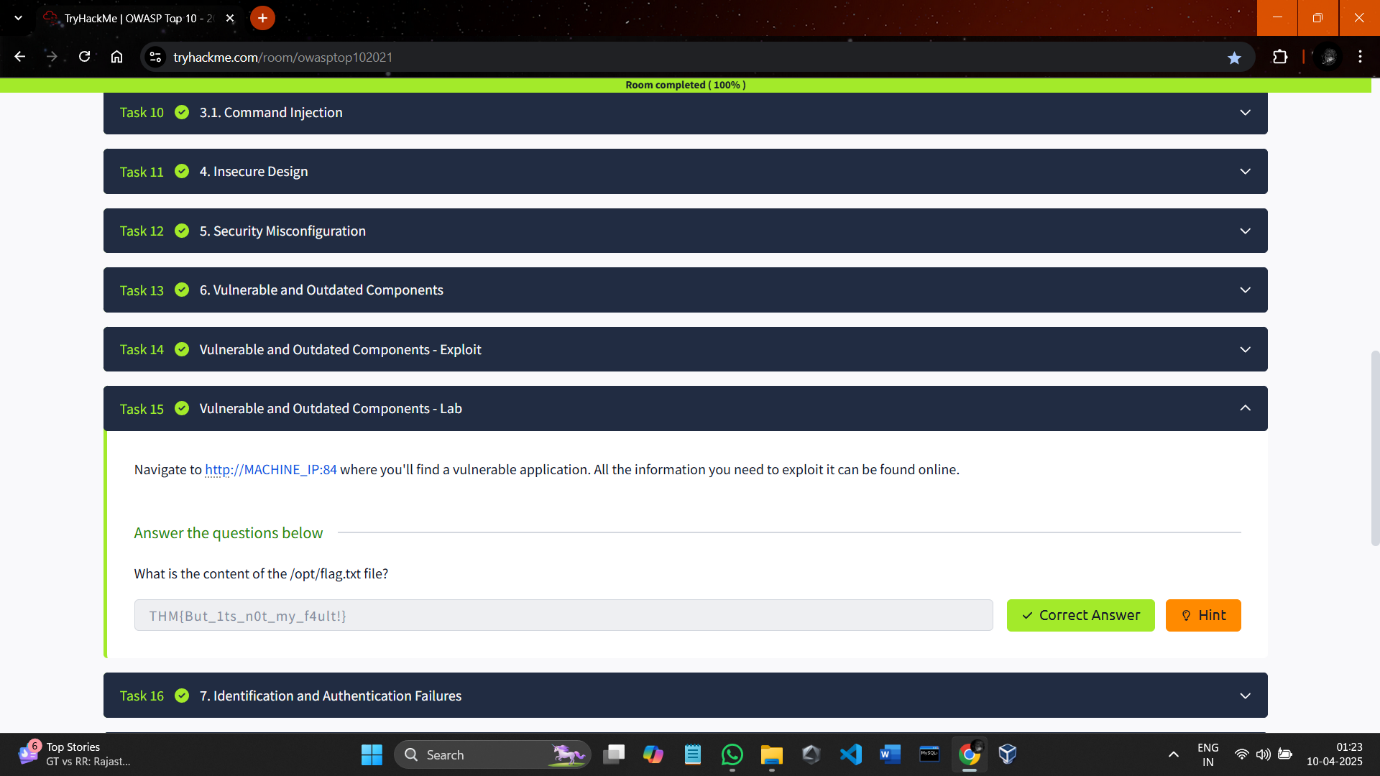 TryHackMe | OWASP Top 10 - 20
tryhackme.com/room/owasptop102021
Room completed ( 100% )
Task 10 3.1. Command Injection
Task 11 4. Insecure Design
Task 12 5. Security Misconfiguration
Task 13 6. Vulnerable and Outdated Components
Task 14 Vulnerable and Outdated Components - Exploit
Task 15 Vulnerable and Outdated Components - Lab
Navigate to http://MACHINE_IP:84 where you'll find a vulnerable application. All the information you need to exploit it can be found online.
Answer the questions below
What is the content of the /opt/flag.txt file?
THM{But_1ts_n0t_my_f4ult!}
Correct Answer
Hint
Task 16 7. Identification and Authentication Failures
6
Top Stories
GT vs RR: Rajast...
Search
ENG
IN
01:23
10-04-2025